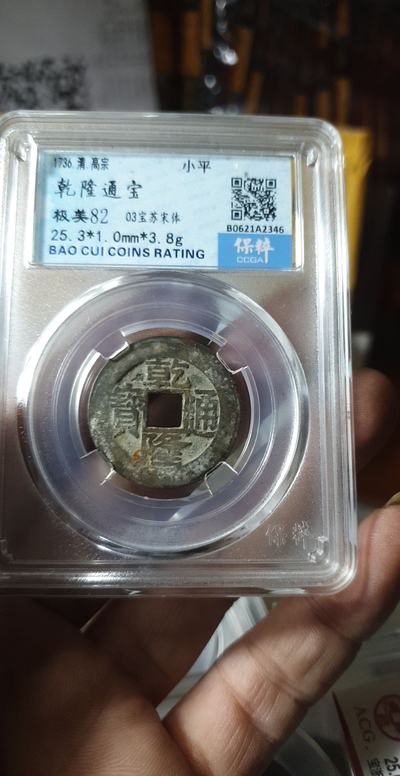 1736 清 高宗 小平
乾隆通宝
极美82 03宝苏宋体
B0621A2346
25.3*1.0mm*3.8g
保粹
CCGA
BAO CUI COINS RATING
乾隆通寶
保粹
ACG.
25.